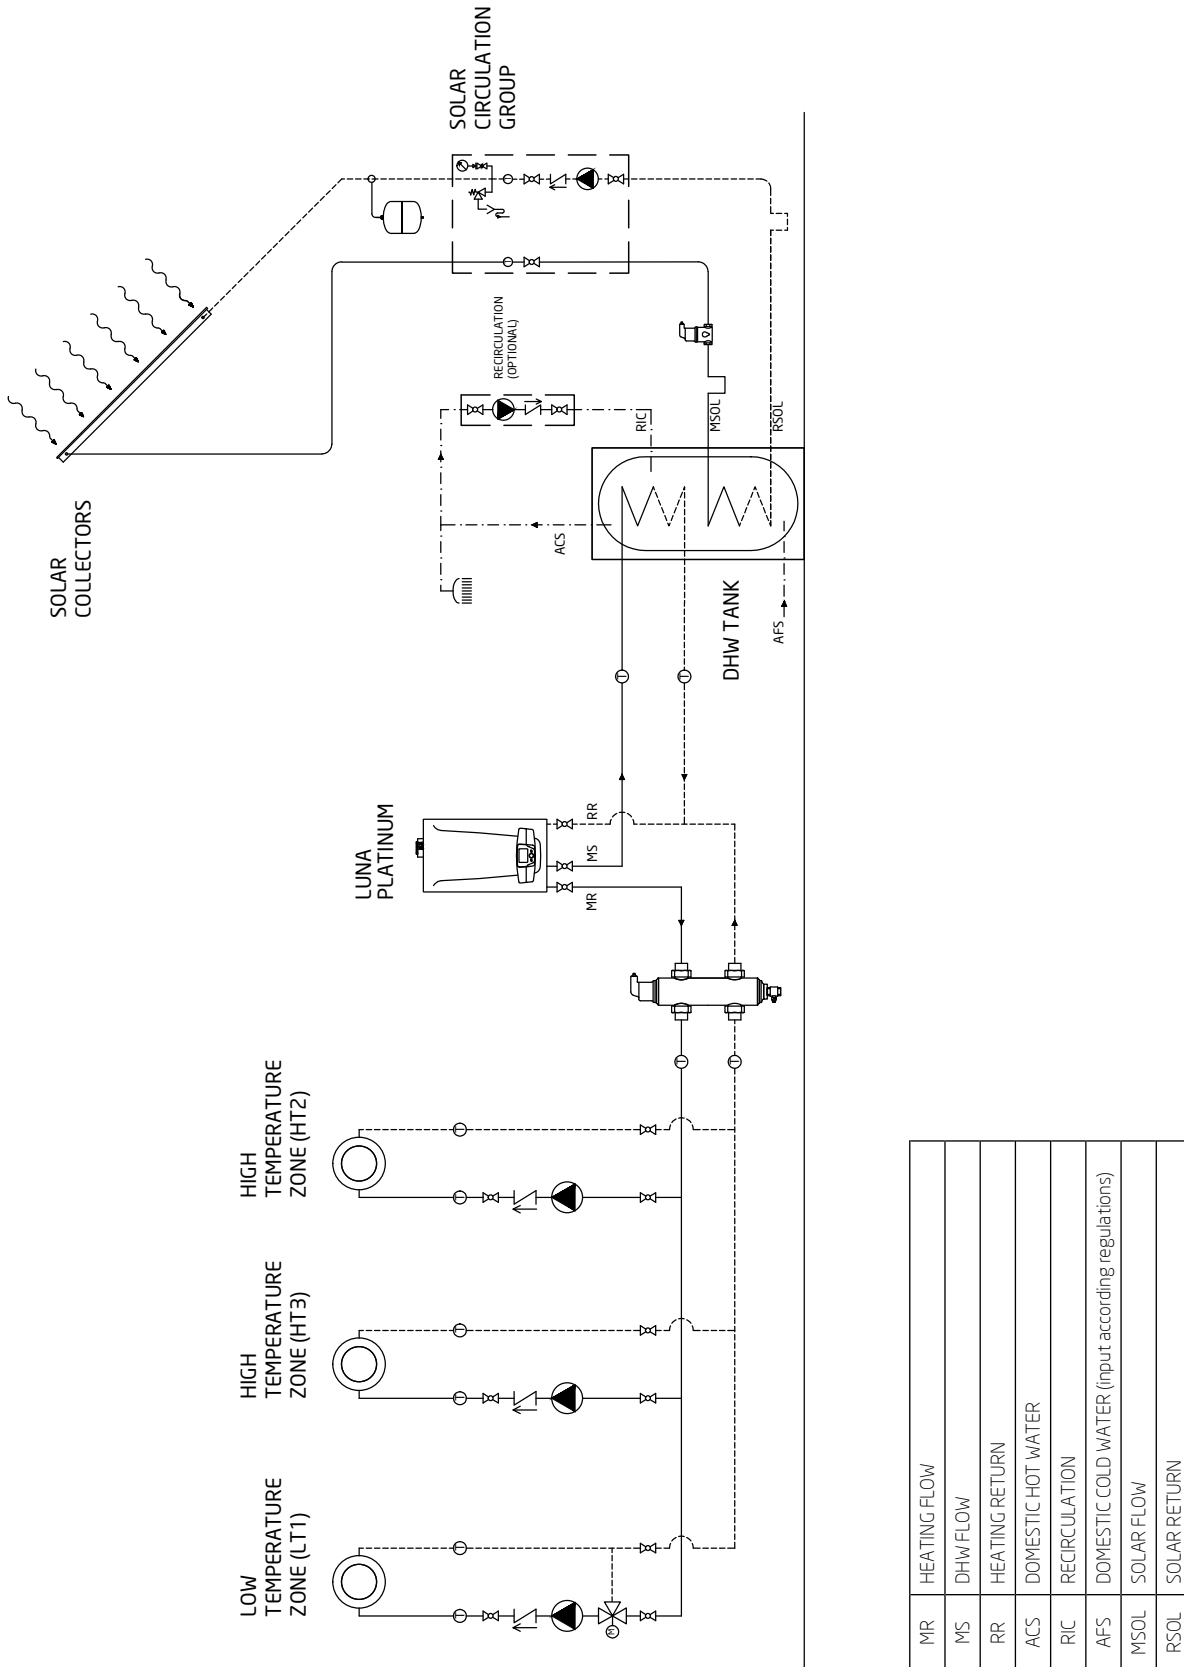 LOW
TEMPERATURE
ZONE (LT1)
HIGH
TEMPERATURE
ZONE (HT3)
HIGH
TEMPERATURE
ZONE (HT2)
LUNA
PLATINUM
SOLAR
COLLECTORS
SOLAR
CIRCULATION
GROUP
RECIRCULATION
(OPTIONAL)
MR
MS
RR
ACS
RIC
MSOL
RSOL
AFS
DHW TANK
T
T
T
T
T
T
T
T
T
T
M
MR HEATING FLOW
MS DHW FLOW
RR HEATING RETURN
ACS DOMESTIC HOT WATER
RIC RECIRCULATION
AFS DOMESTIC COLD WATER (input according regulations)
MSOL SOLAR FLOW
RSOL SOLAR RETURN